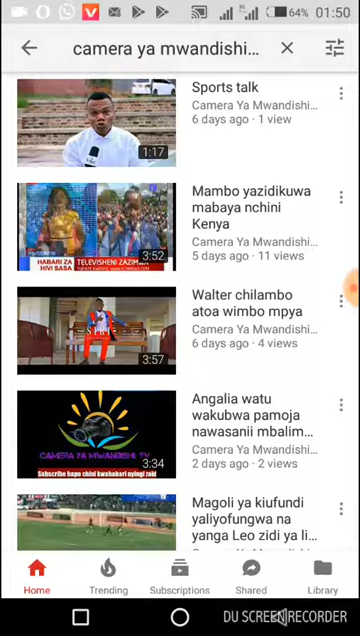 64% 01:50
camera ya mwandishi...
Sports talk
Camera Ya Mwandishi...
6 days ago · 1 view
1:17
Mambo yazidikuwa
mabaya nchini
Kenya
Camera Ya Mwandishi...
5 days ago · 11 views
HABARI ZA
HIVI SASA
TELEVISHENI ZAZIMWA
3:52
Walter chilambo
atoa wimbo mpya
Camera Ya Mwandishi...
6 days ago · 4 views
3:57
Angalia watu
wakubwa pamoja
nawasanii mbalim...
Camera Ya Mwandishi...
2 days ago · 2 views
CAMERA YA MWANDISHI TV
3:34
Subscribe hapo chini kwahabari nyingi zaidi
Magoli ya kiufundi
yaliyofungwa na
yanga Leo zidi ya li...
Home
Trending
Subscriptions
Shared
Library
DU SCREEN RECORDER